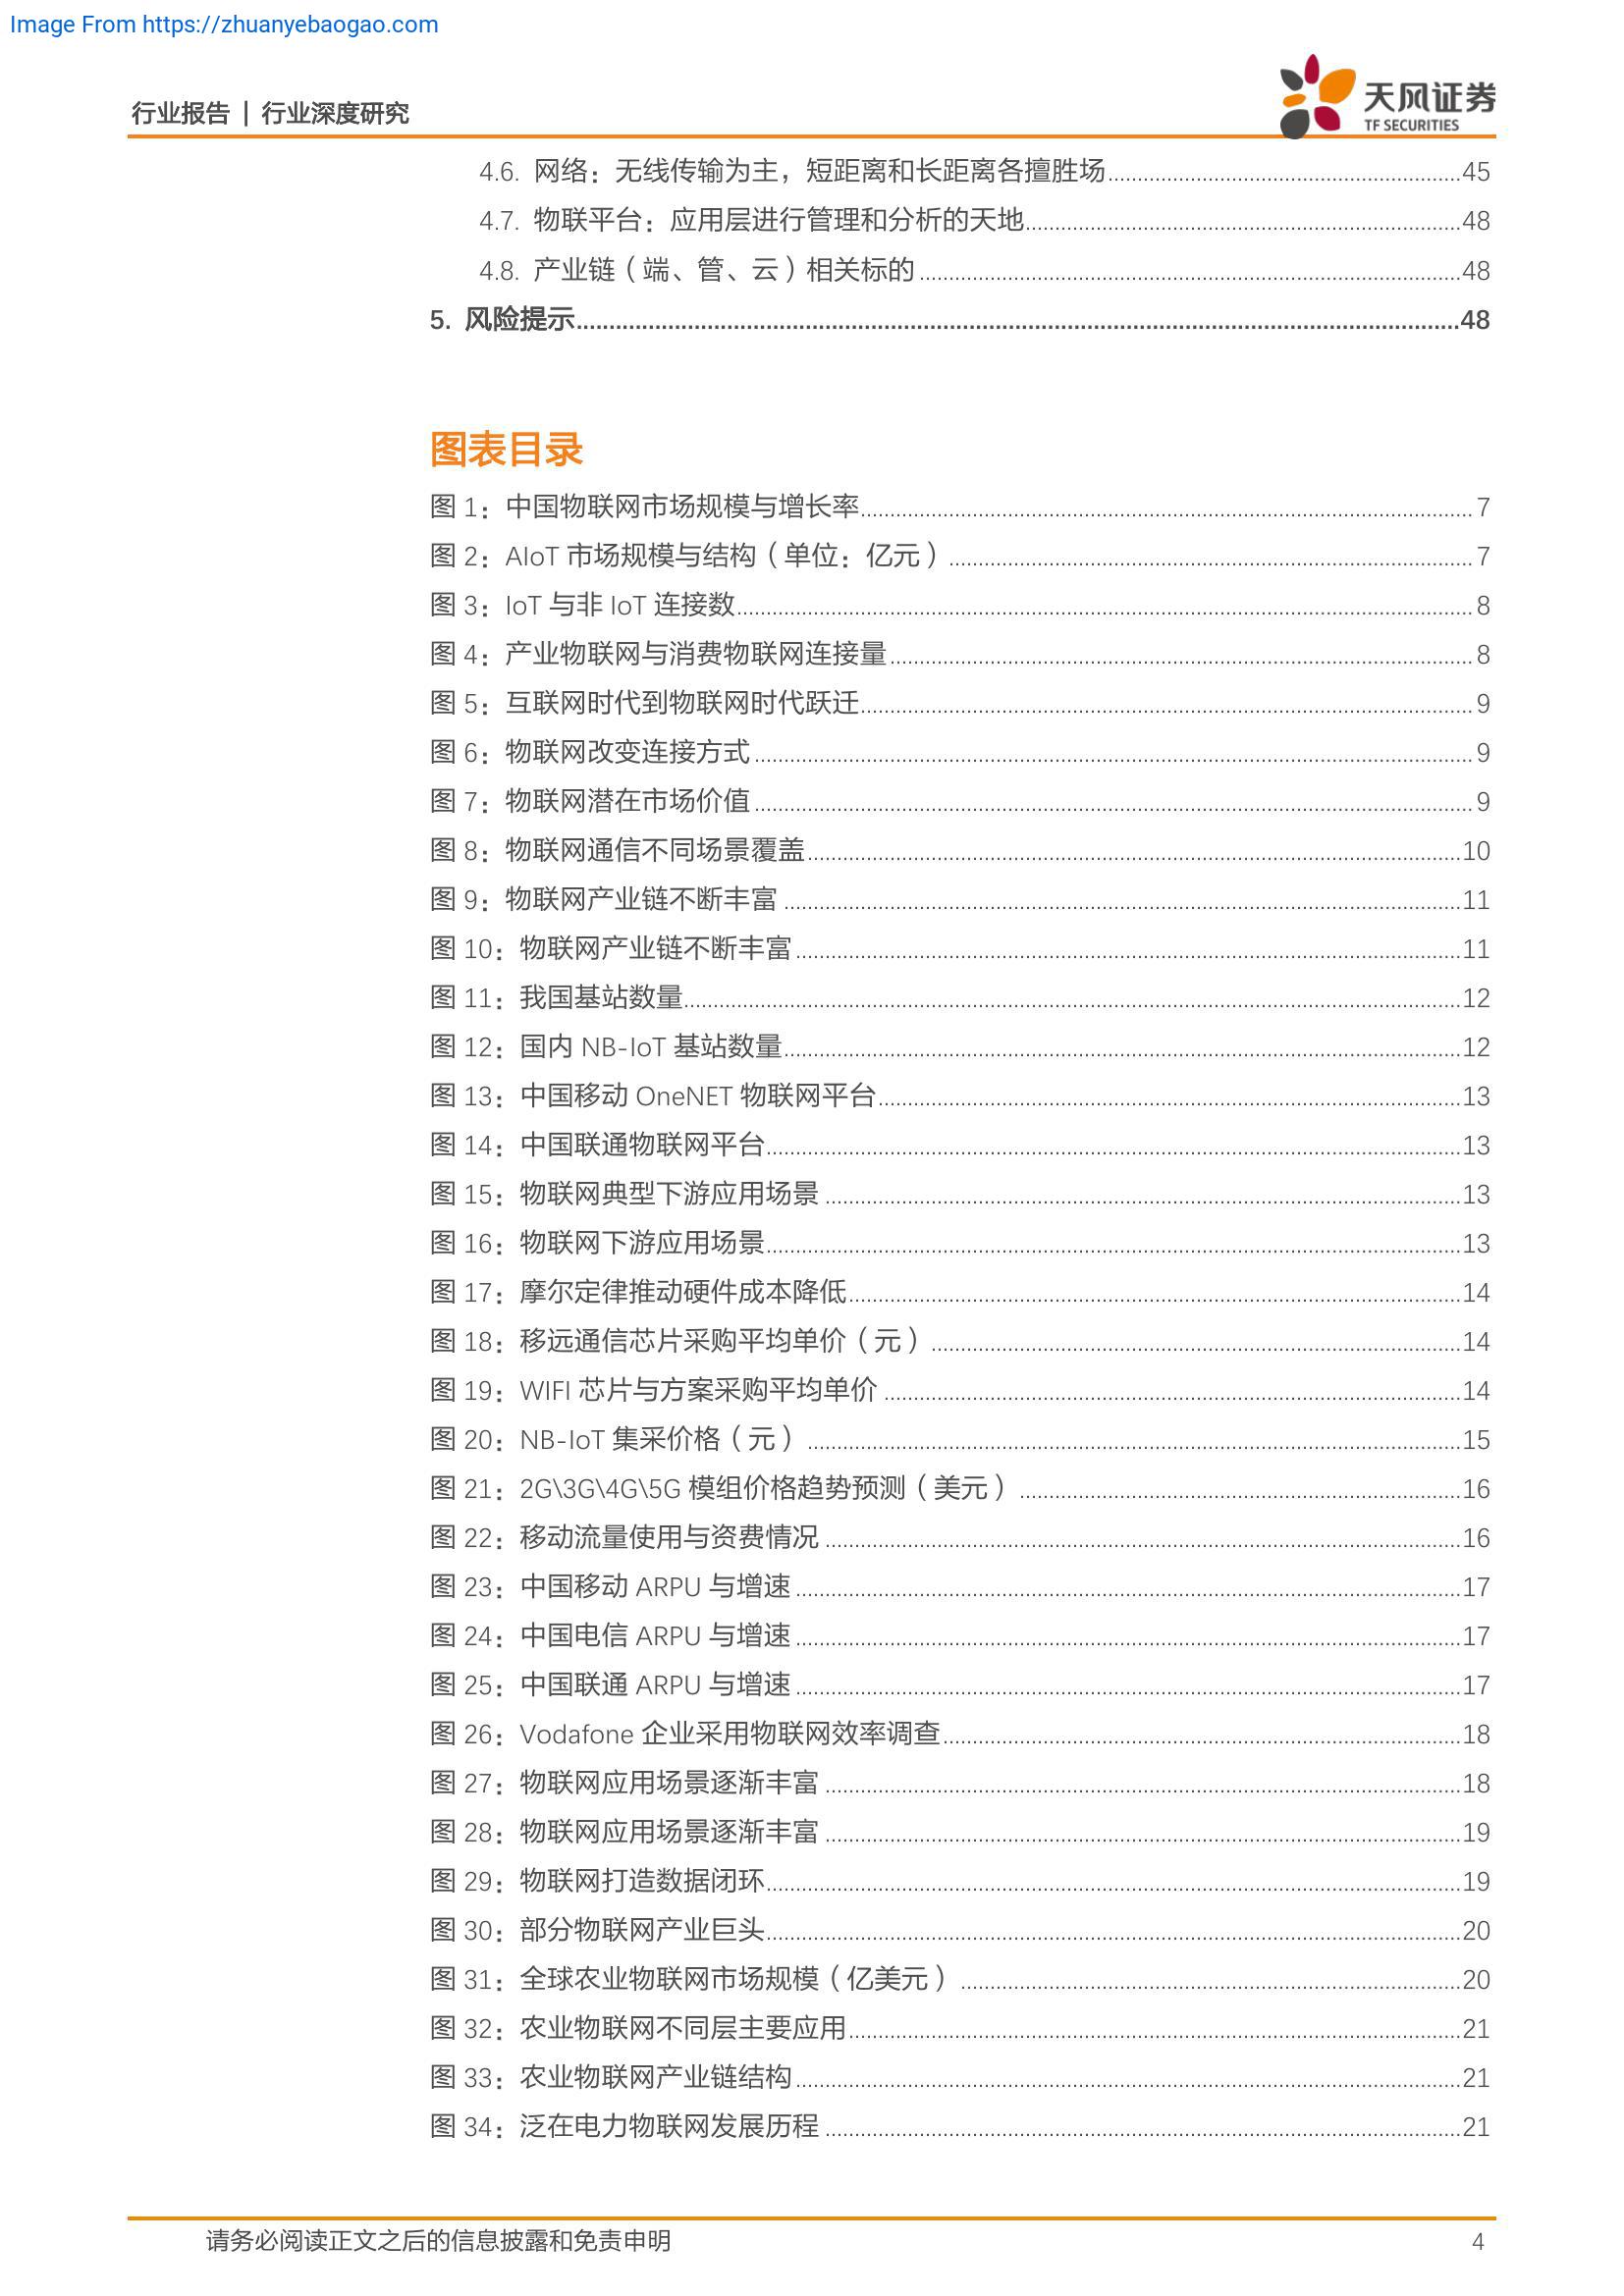 Image From https://zhuanyebaogao.com
行业报告 | 行业深度研究
天风证券
TF SECURITIES
4.6. 网络：无线传输为主，短距离和长距离各擅胜场 45
4.7. 物联平台：应用层进行管理和分析的天地 48
4.8. 产业链（端、管、云）相关标的 48
5. 风险提示 48
图表目录
图 1：中国物联网市场规模与增长率 7
图 2：AIoT 市场规模与结构（单位：亿元） 7
图 3：IoT 与非 IoT 连接数 8
图 4：产业物联网与消费物联网连接量 8
图 5：互联网时代到物联网时代跃迁 9
图 6：物联网改变连接方式 9
图 7：物联网潜在市场价值 9
图 8：物联网通信不同场景覆盖 10
图 9：物联网产业链不断丰富 11
图 10：物联网产业链不断丰富 11
图 11：我国基站数量 12
图 12：国内 NB-IoT 基站数量 12
图 13：中国移动 OneNET 物联网平台 13
图 14：中国联通物联网平台 13
图 15：物联网典型下游应用场景 13
图 16：物联网下游应用场景 13
图 17：摩尔定律推动硬件成本降低 14
图 18：移远通信芯片采购平均单价（元） 14
图 19：WIFI 芯片与方案采购平均单价 14
图 20：NB-IoT 集采价格（元） 15
图 21：2G\3G\4G\5G 模组价格趋势预测（美元） 16
图 22：移动流量使用与资费情况 16
图 23：中国移动 ARPU 与增速 17
图 24：中国电信 ARPU 与增速 17
图 25：中国联通 ARPU 与增速 17
图 26：Vodafone 企业采用物联网效率调查 18
图 27：物联网应用场景逐渐丰富 18
图 28：物联网应用场景逐渐丰富 19
图 29：物联网打造数据闭环 19
图 30：部分物联网产业巨头 20
图 31：全球农业物联网市场规模（亿美元） 20
图 32：农业物联网不同层主要应用 21
图 33：农业物联网产业链结构 21
图 34：泛在电力物联网发展历程 21
请务必阅读正文之后的信息披露和免责申明 4